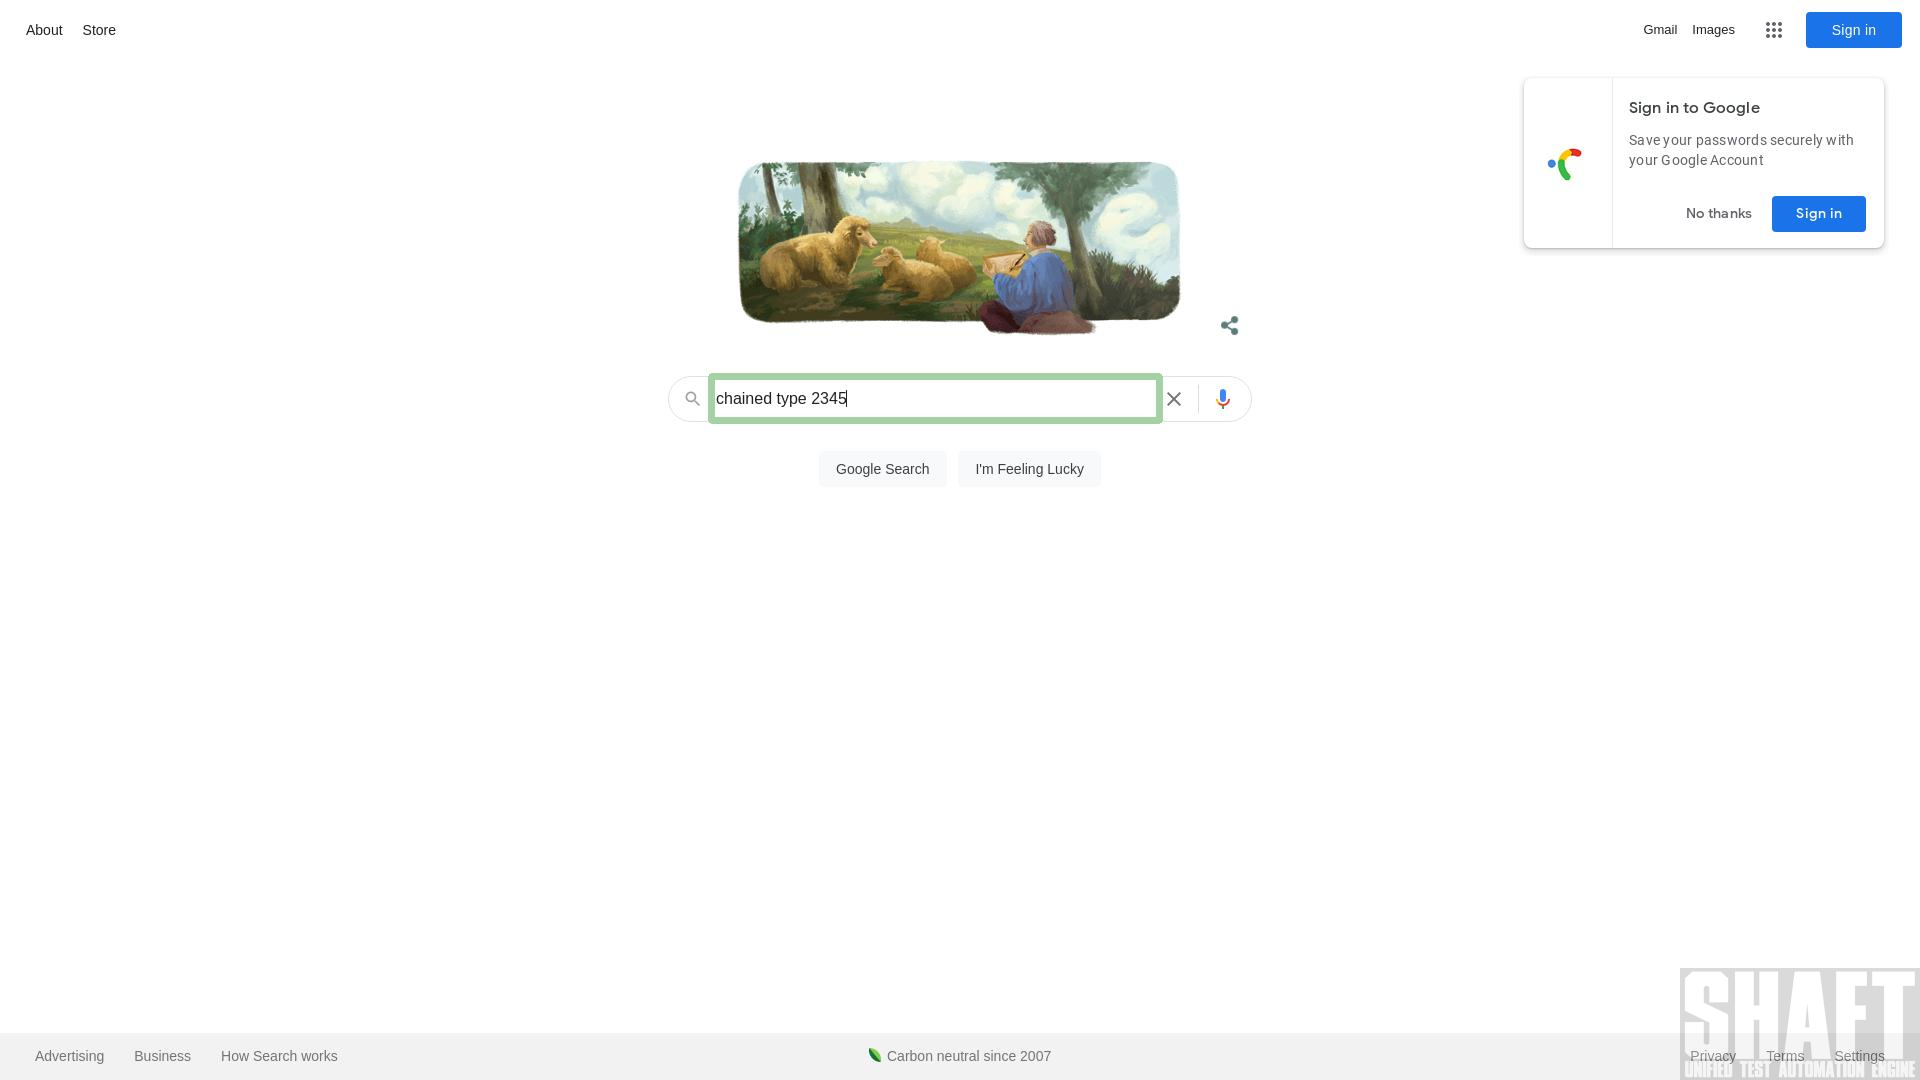 About Store
Gmail Images Sign in
Sign in to Google
Save your passwords securely with
your Google Account
No thanks Sign in
chained type 2345
Google Search I'm Feeling Lucky
Advertising Business How Search works
Carbon neutral since 2007
Privacy Terms Settings
SHAFT
UNIFIED TEST AUTOMATION ENGINE